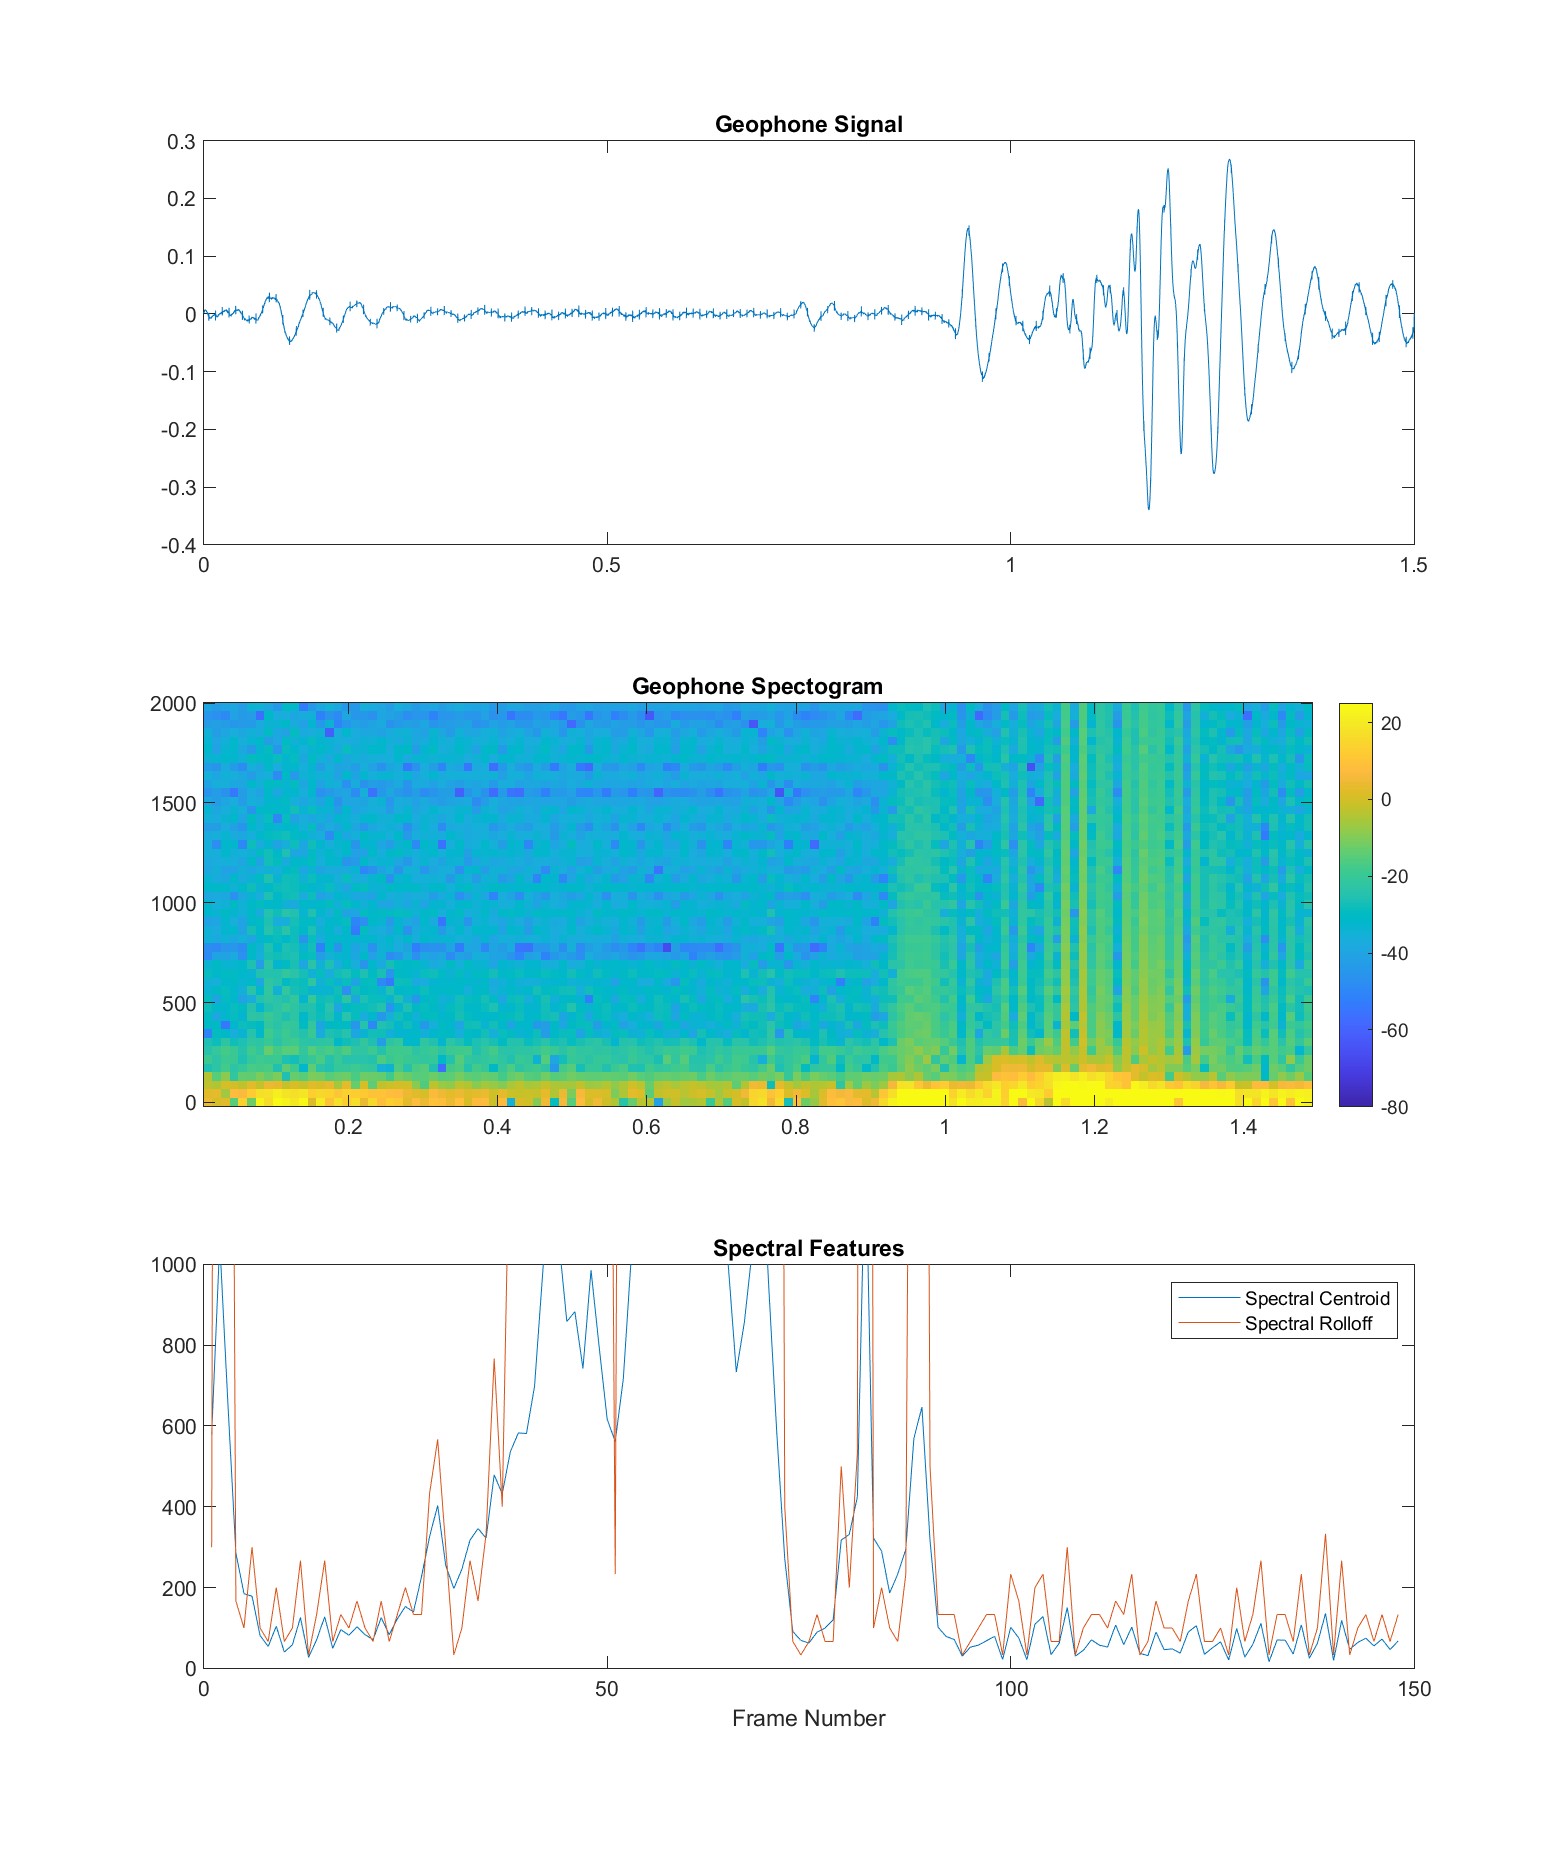 Geophone Signal
0.3
0.2
0.1
0
-0.1
-0.2
-0.3
-0.4
0 0.5 1 1.5
Geophone Spectogram
2000
1500
1000
500
0
0.2 0.4 0.6 0.8 1 1.2 1.4
20
0
-20
-40
-60
-80
Spectral Features
1000
800
600
400
200
0
Spectral Centroid
Spectral Rolloff
0 50 100 150
Frame Number